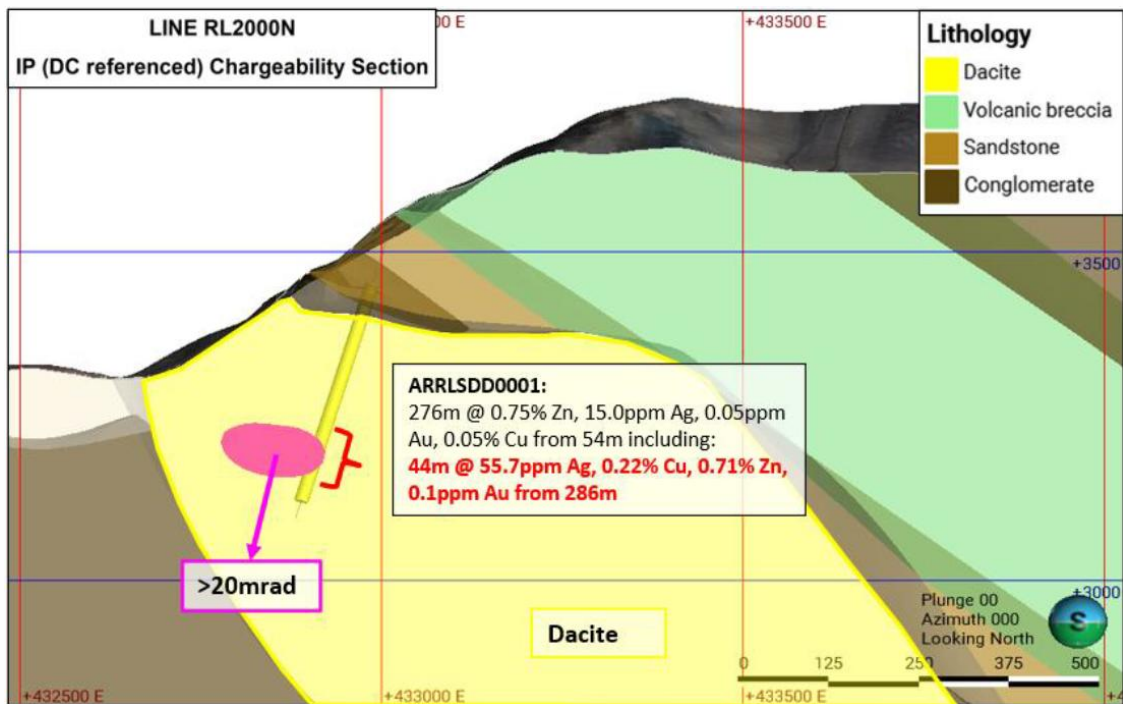 LINE RL2000N
IP (DC referenced) Chargeability Section
00 E
+433500 E
Lithology
Dacite
Volcanic breccia
Sandstone
Conglomerate
+3500
ARRLSDD0001:
276m @ 0.75% Zn, 15.0ppm Ag, 0.05ppm
Au, 0.05% Cu from 54m including:
44m @ 55.7ppm Ag, 0.22% Cu, 0.71% Zn,
0.1ppm Au from 286m
>20mrad
+3000
Dacite
Plunge 00
Azimuth 000
Looking North
S
0 125 250 375 500
+432500 E
+433000 E
+433500 E